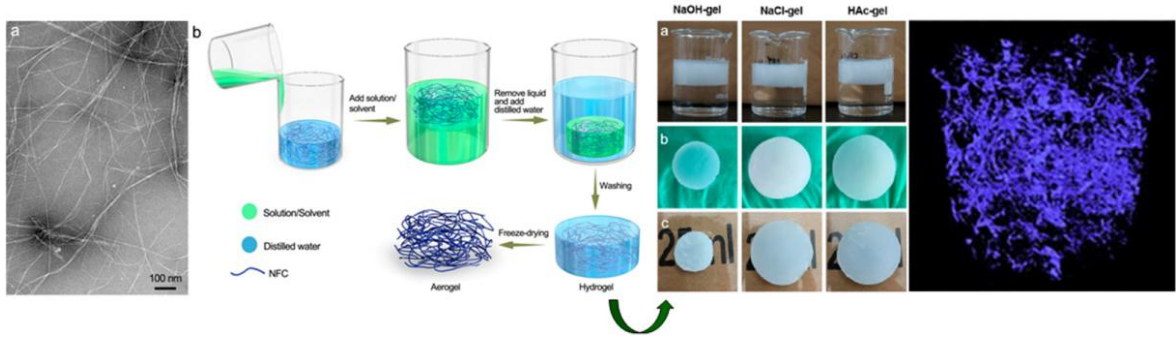 a
100 nm
b
Add solution/
solvent
Remove liquid
and add
distilled water
Washing
Solution/Solvent
Distilled water
NFC
Freeze-drying
Aerogel
Hydrogel
NaOH-gel
NaCl-gel
HAc-gel
a
b
c
25ml